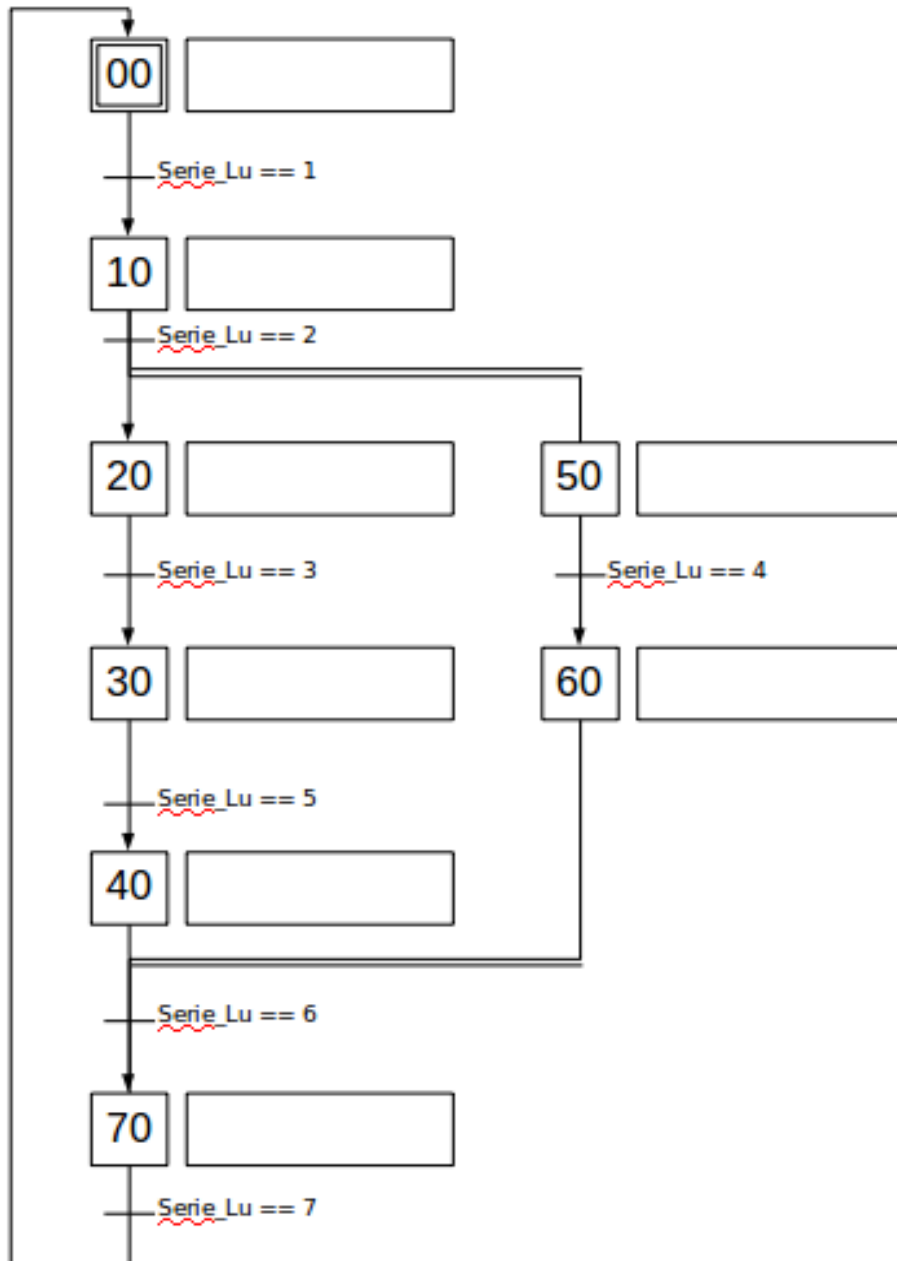 00
Serie_Lu == 1
10
Serie_Lu == 2
20
50
Serie_Lu == 3
Serie_Lu == 4
30
60
Serie_Lu == 5
40
Serie_Lu == 6
70
Serie_Lu == 7